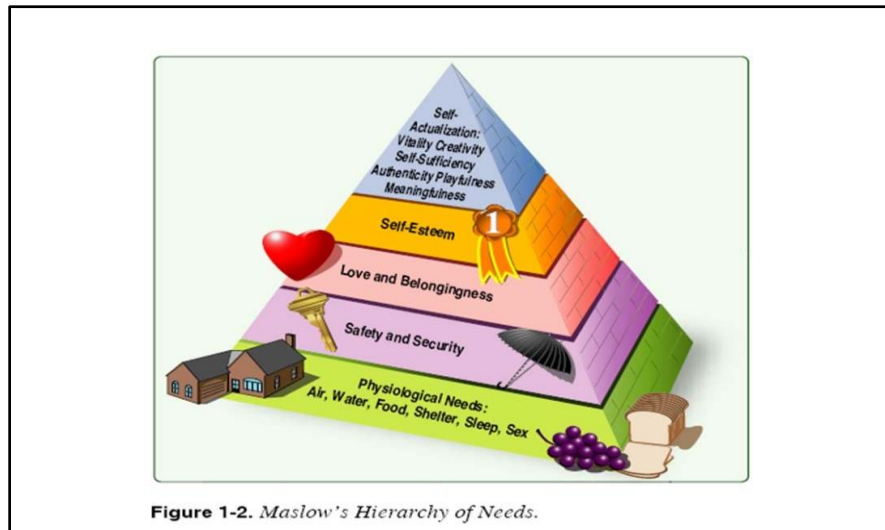 Self-
Actualization:
Vitality Creativity
Self-Sufficiency
Authenticity Playfulness
Meaningfulness
1
Self-Esteem
Love and Belongingness
Safety and Security
Physiological Needs:
Air, Water, Food, Shelter, Sleep, Sex
Figure 1-2. Maslow's Hierarchy of Needs.